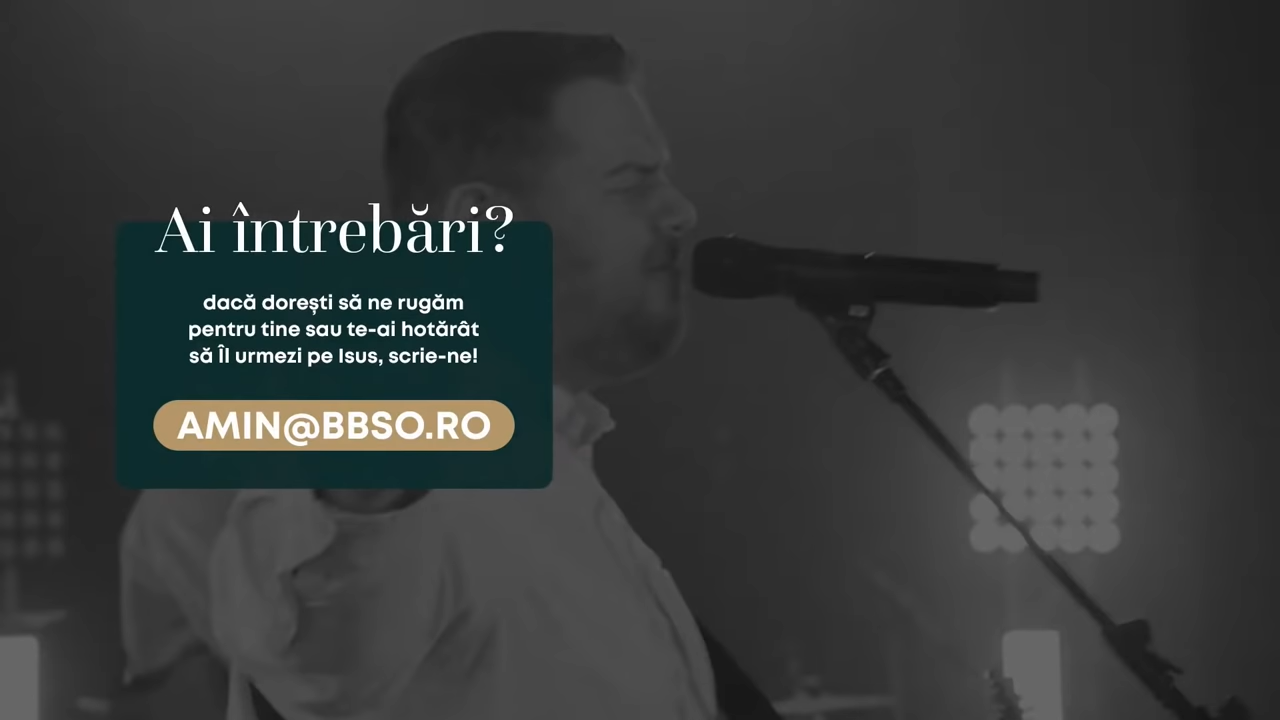 Ai întrebări?
dacă dorești să ne rugăm
pentru tine sau te-ai hotărât
să Îl urmezi pe Isus, scrie-ne!
AMIN@BBSO.RO